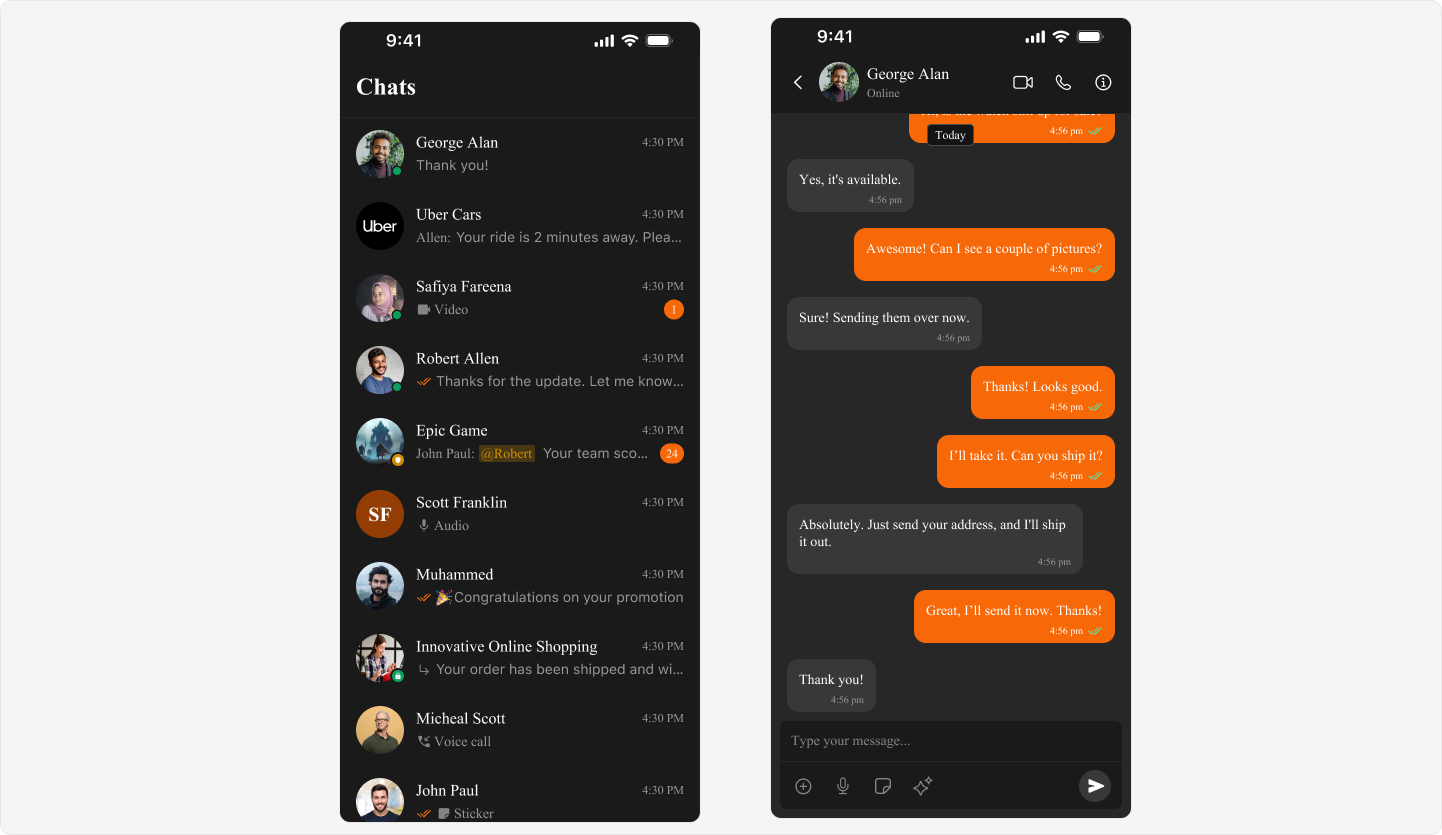 9:41
Chats
George Alan
4:30 PM
Thank you!
Uber
Uber Cars
4:30 PM
Allen: Your ride is 2 minutes away. Plea...
Safiya Fareena
4:30 PM
Video
1
Robert Allen
4:30 PM
Thanks for the update. Let me know...
Epic Game
4:30 PM
John Paul: @Robert Your team sco...
24
SF
Scott Franklin
4:30 PM
Audio
Muhammed
4:30 PM
🎉Congratulations on your promotion
Innovative Online Shopping
4:30 PM
Your order has been shipped and wi...
Micheal Scott
4:30 PM
Voice call
John Paul
4:30 PM
Sticker
9:41
George Alan
Online
4:56 pm
Today
Yes, it's available.
4:56 pm
Awesome! Can I see a couple of pictures?
4:56 pm
Sure! Sending them over now.
4:56 pm
Thanks! Looks good.
4:56 pm
I’ll take it. Can you ship it?
4:56 pm
Absolutely. Just send your address, and I'll ship
it out.
4:56 pm
Great, I’ll send it now. Thanks!
4:56 pm
Thank you!
4:56 pm
Type your message...